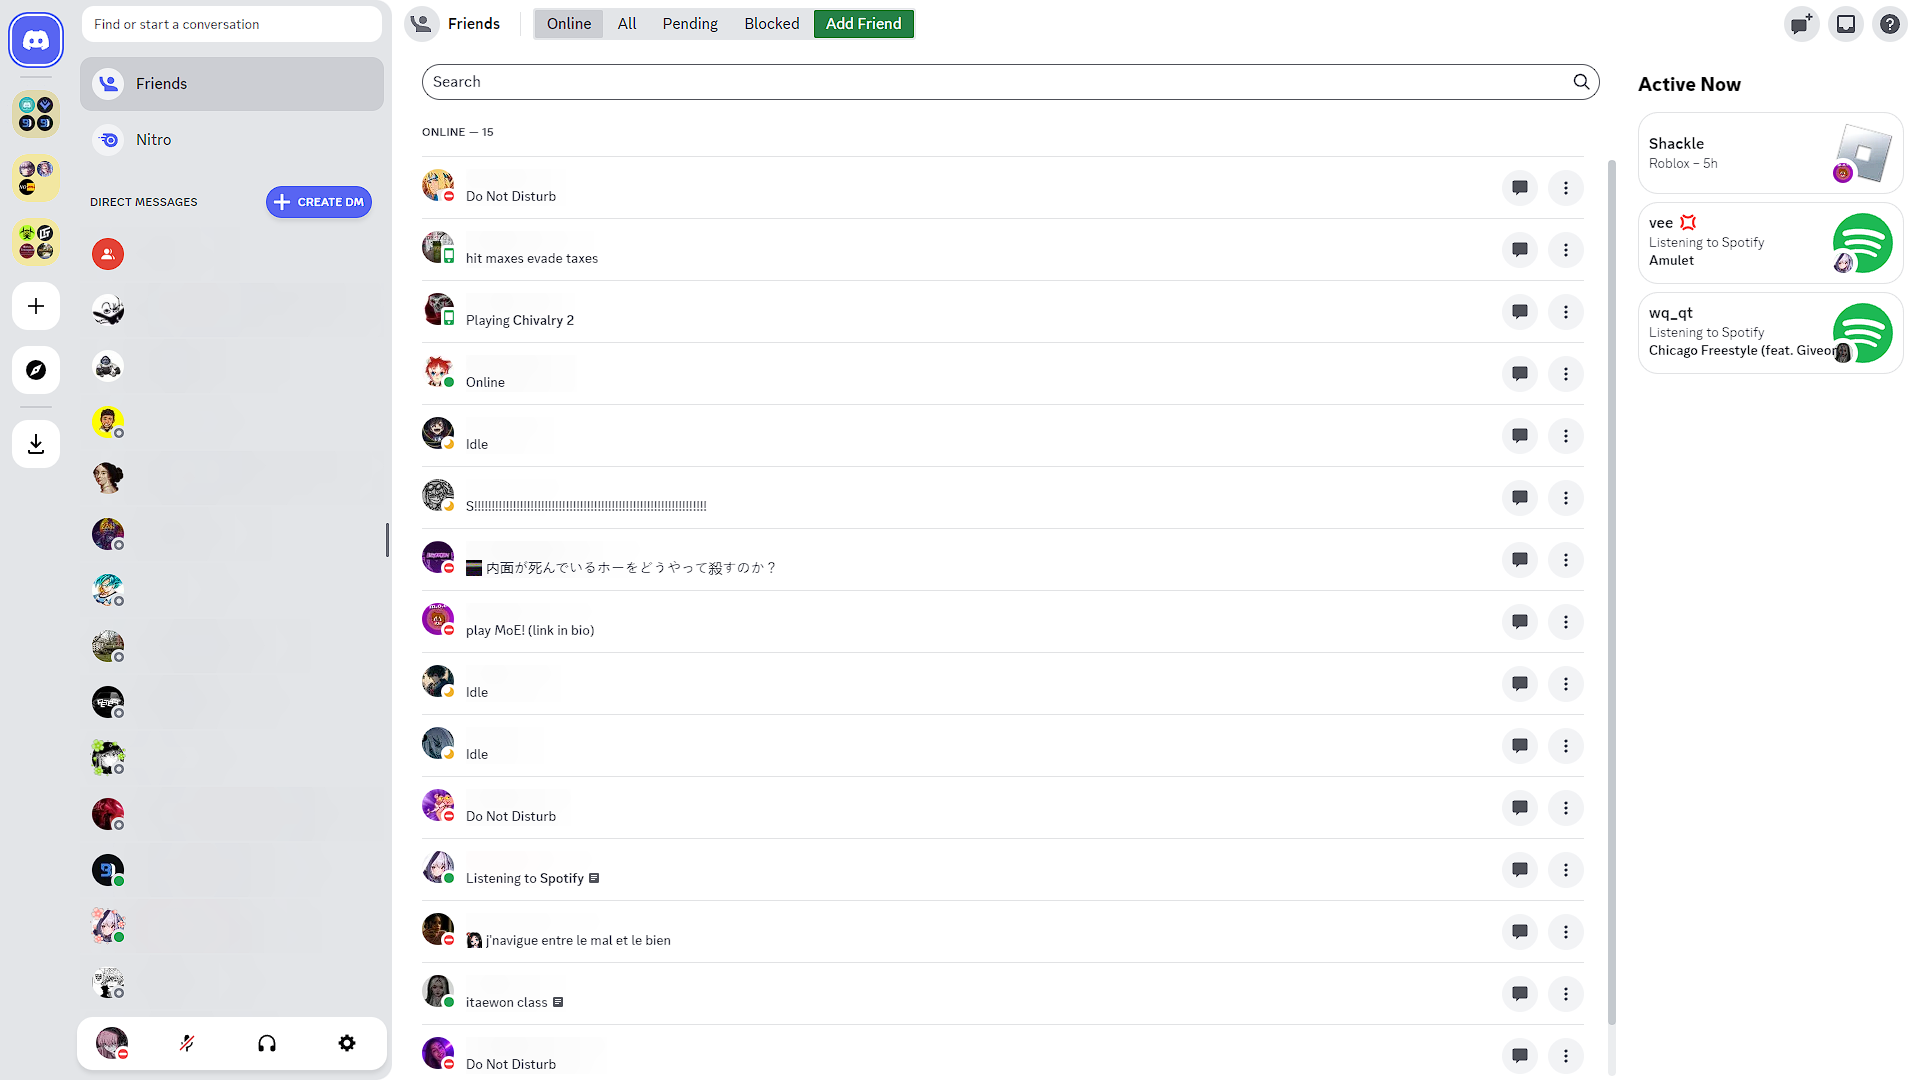 Find or start a conversation
Friends
Nitro
DIRECT MESSAGES
CREATE DM
Friends
Online
All
Pending
Blocked
Add Friend
Search
ONLINE — 15
Do Not Disturb
hit maxes evade taxes
Playing Chivalry 2
Online
Idle
内面が死んでいるホーをどうやって殺すのか？
play MoE! (link in bio)
Idle
Idle
Do Not Disturb
Listening to Spotify
j'navigue entre le mal et le bien
itaewon class
Do Not Disturb
Active Now
Shackle
Roblox – 5h
vee
Listening to Spotify
Amulet
wq_qt
Listening to Spotify
Chicago Freestyle (feat. Giveon